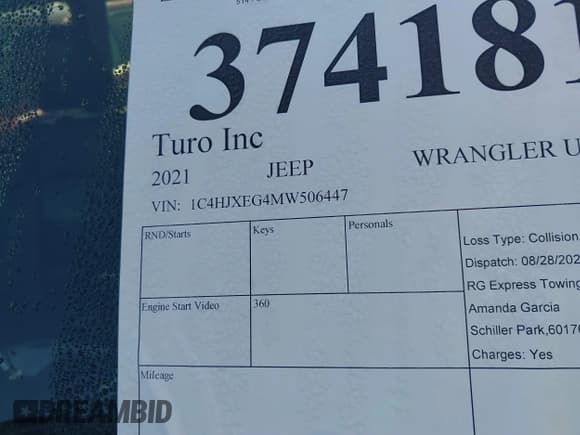 374181
Turo Inc
2021 JEEP WRANGLER U
VIN: 1C4HJXEG4MW506447
RND/Starts Keys Personals
Loss Type: Collision
Dispatch: 08/28/202
RG Express Towing
Engine Start Video 360
Amanda Garcia
Schiller Park,6017
Charges: Yes
Mileage
DREAMBID